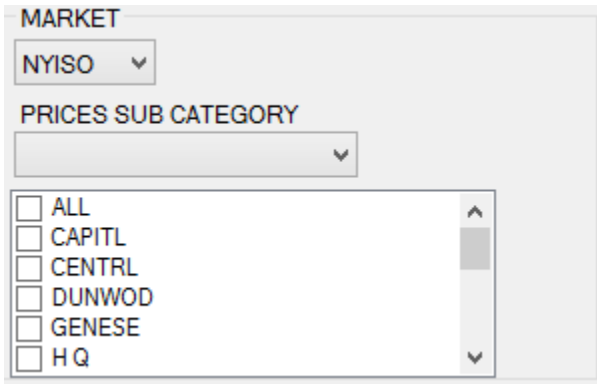 MARKET
NYISO
PRICES SUB CATEGORY
ALL
CAPITL
CENTRL
DUNWOD
GENESE
H Q